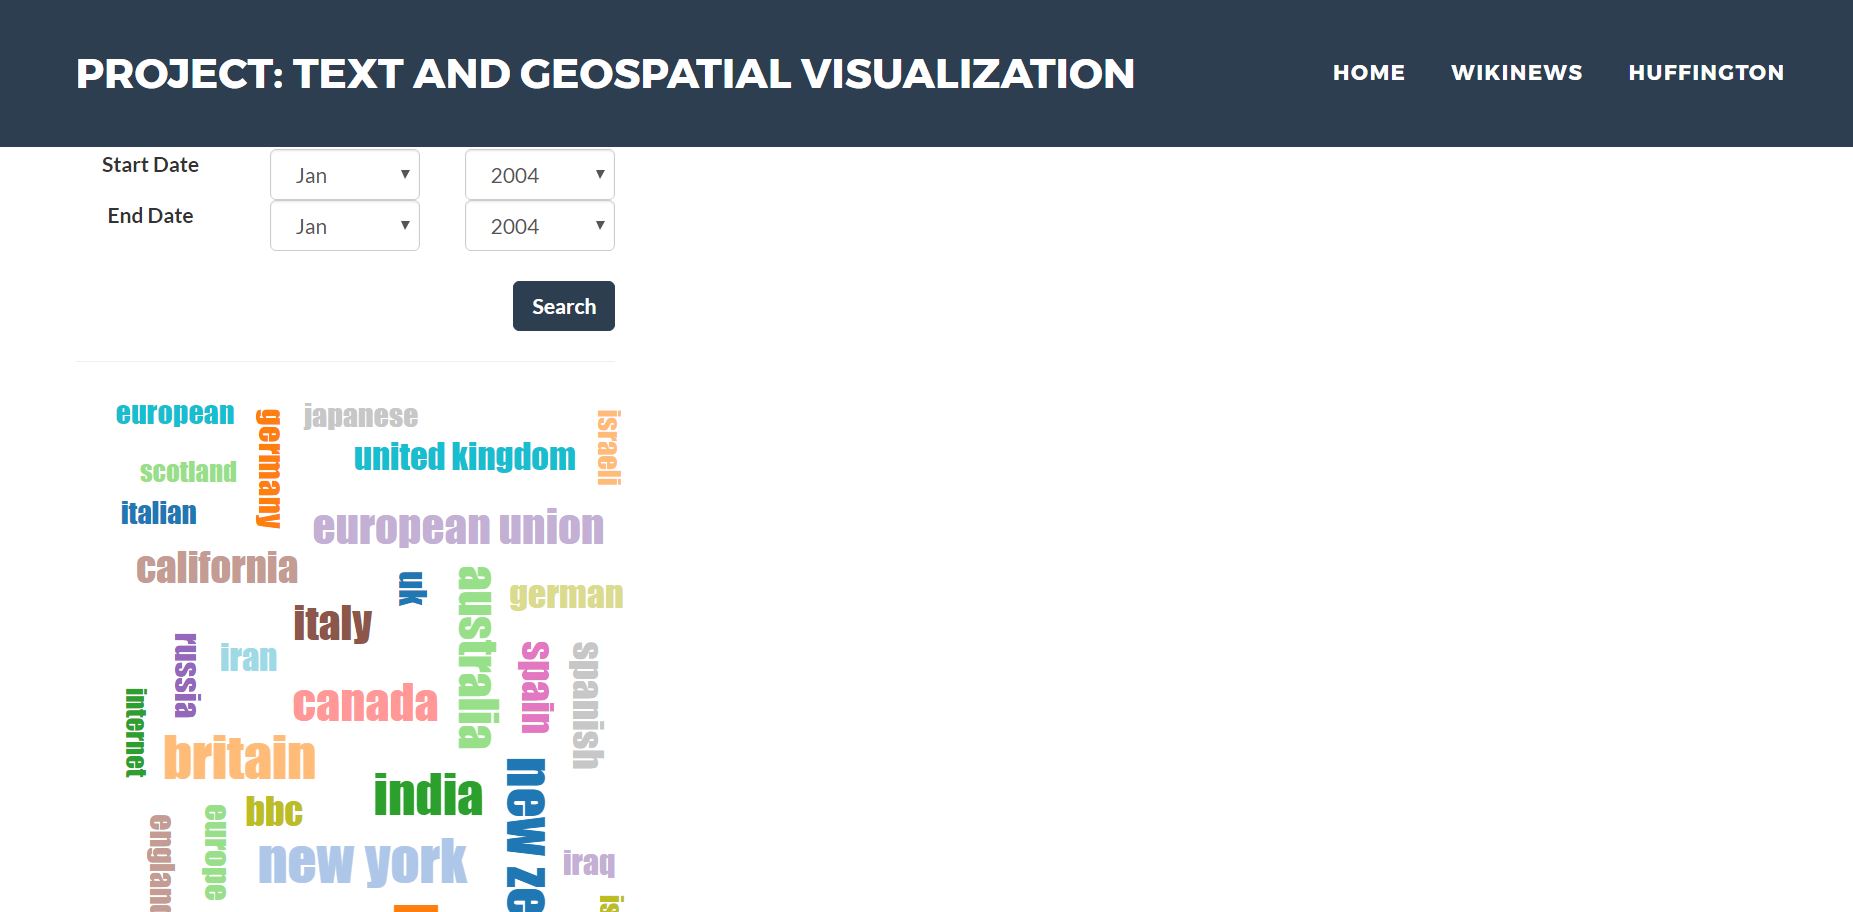 PROJECT: TEXT AND GEOSPATIAL VISUALIZATION
HOME
WIKINEWS
HUFFINGTON
Start Date
Jan
2004
End Date
Jan
2004
Search
european
germany
japanese
israeli
united kingdom
scotland
italian
european union
california
uk
australia
german
italy
russia
iran
spain
spanish
canada
internet
britain
india
new ze
bbc
europe
england
new york
iraq
is